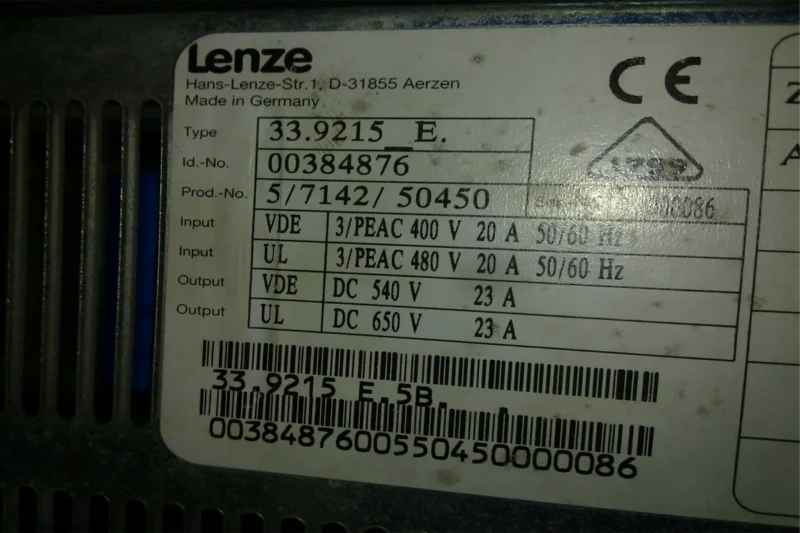 Lenze
Hans-Lenze-Str.1, D-31855 Aerzen
Made in Germany
CE
Type 33.9215_E.
1799
Id.-No. 00384876
Prod.-No. 5/7142/ 50450
Input VDE 3/PEAC 400 V 20 A 50/60 Hz
Input UL 3/PEAC 480 V 20 A 50/60 Hz
Output VDE DC 540 V 23 A
Output UL DC 650 V 23 A
33.9215_E.5B.
00384876005504500000086
Z
A